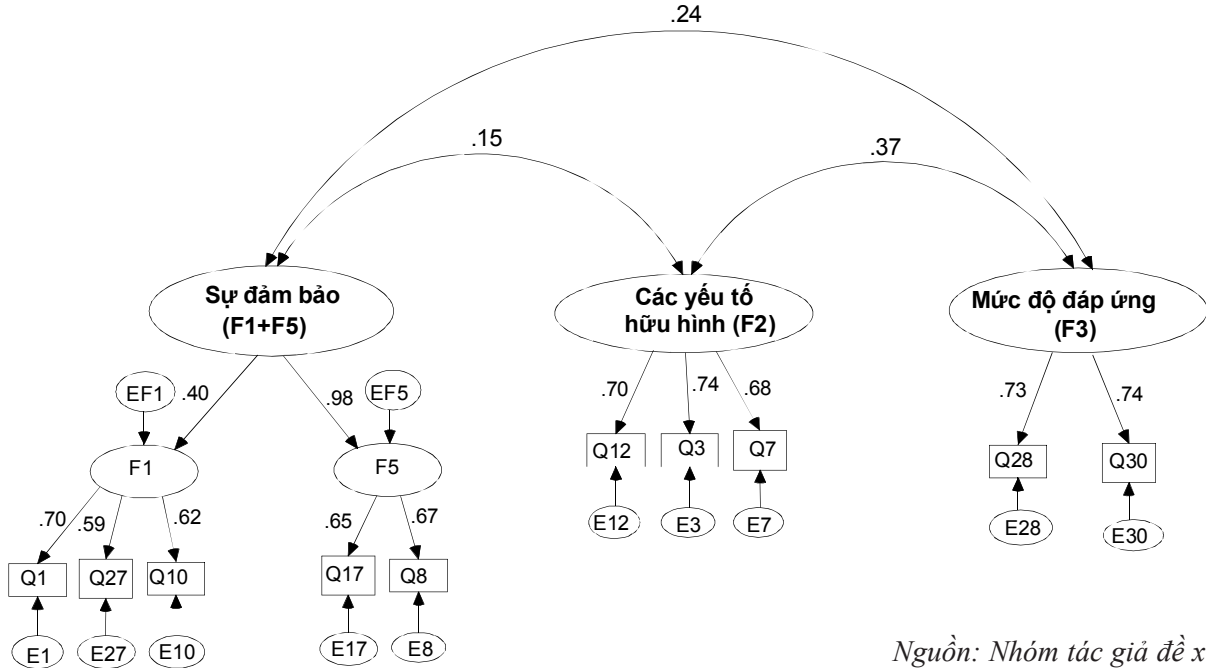 .24
.15
.37
Sự đảm bảo
(F1+F5)
Các yếu tố
hữu hình (F2)
Mức độ đáp ứng
(F3)
EF1
.40
.98
EF5
.70
.74
.68
.73
.74
F1
F5
Q12
Q3
Q7
Q28
Q30
.70
.59
.62
.65
.67
E12
E3
E7
E28
E30
Q1
Q27
Q10
Q17
Q8
E1
E27
E10
E17
E8
Nguồn: Nhóm tác giả đề x